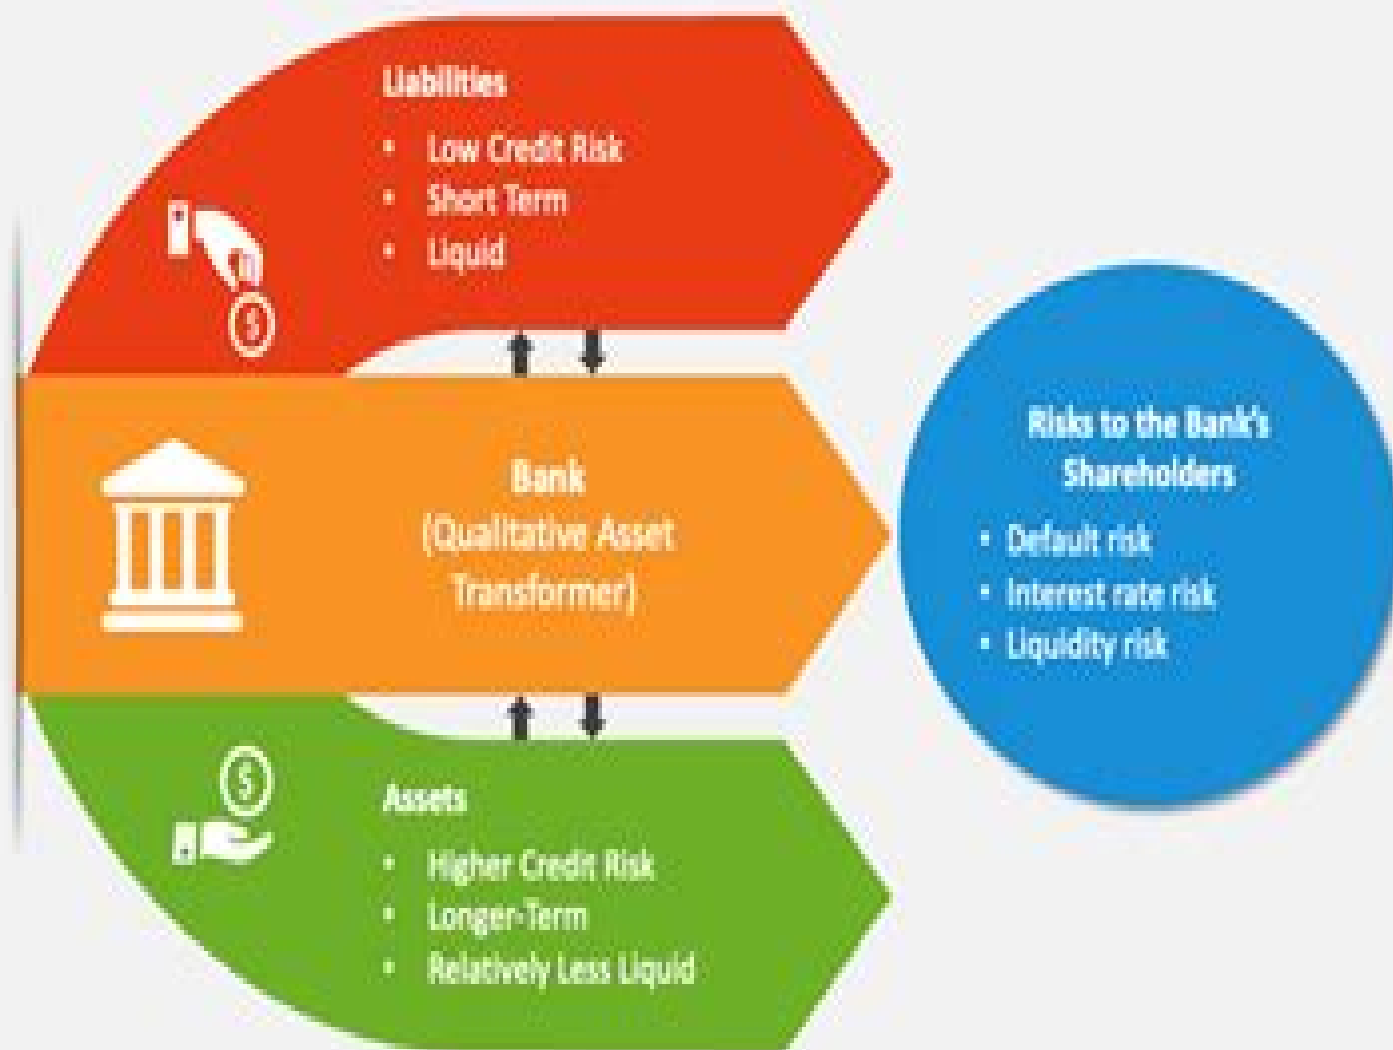 Liabilities
• Low Credit Risk
• Short Term
• Liquid
$
Bank
(Qualitative Asset
Transformer)
Risks to the Bank's
Shareholders
• Default risk
• Interest rate risk
• Liquidity risk
$
Assets
• Higher Credit Risk
• Longer-Term
• Relatively Less Liquid